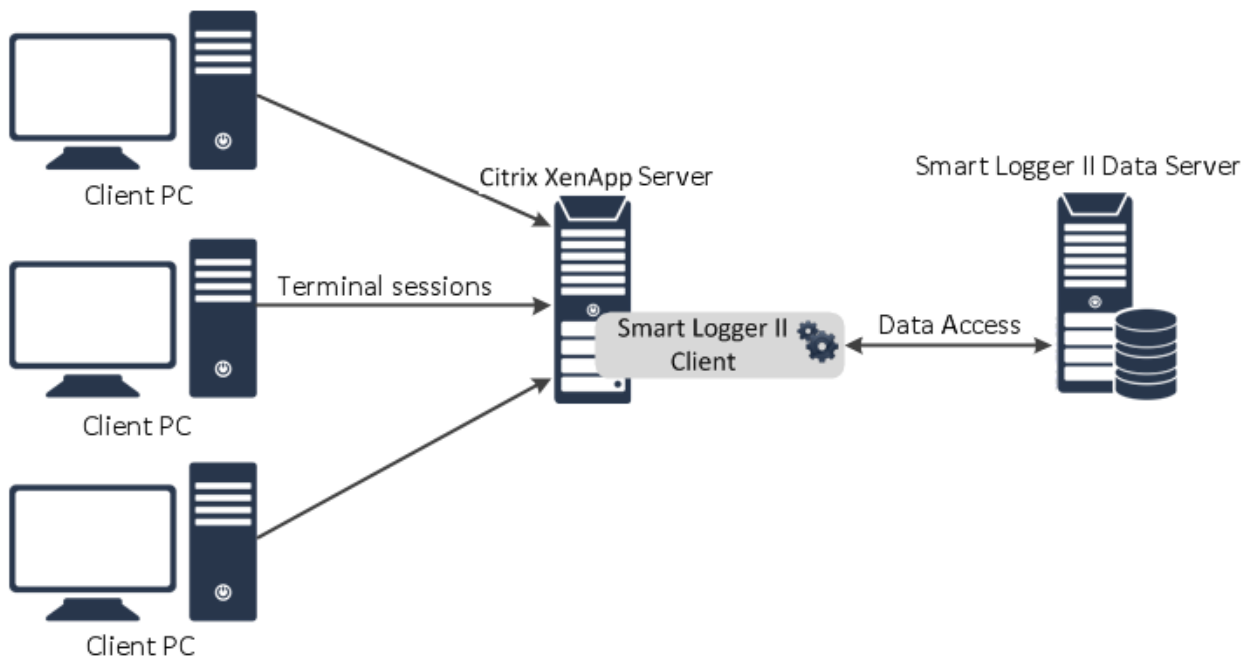 Client PC
Citrix XenApp Server
Smart Logger II Data Server
Client PC
Terminal sessions
Smart Logger II
Client
Data Access
Client PC